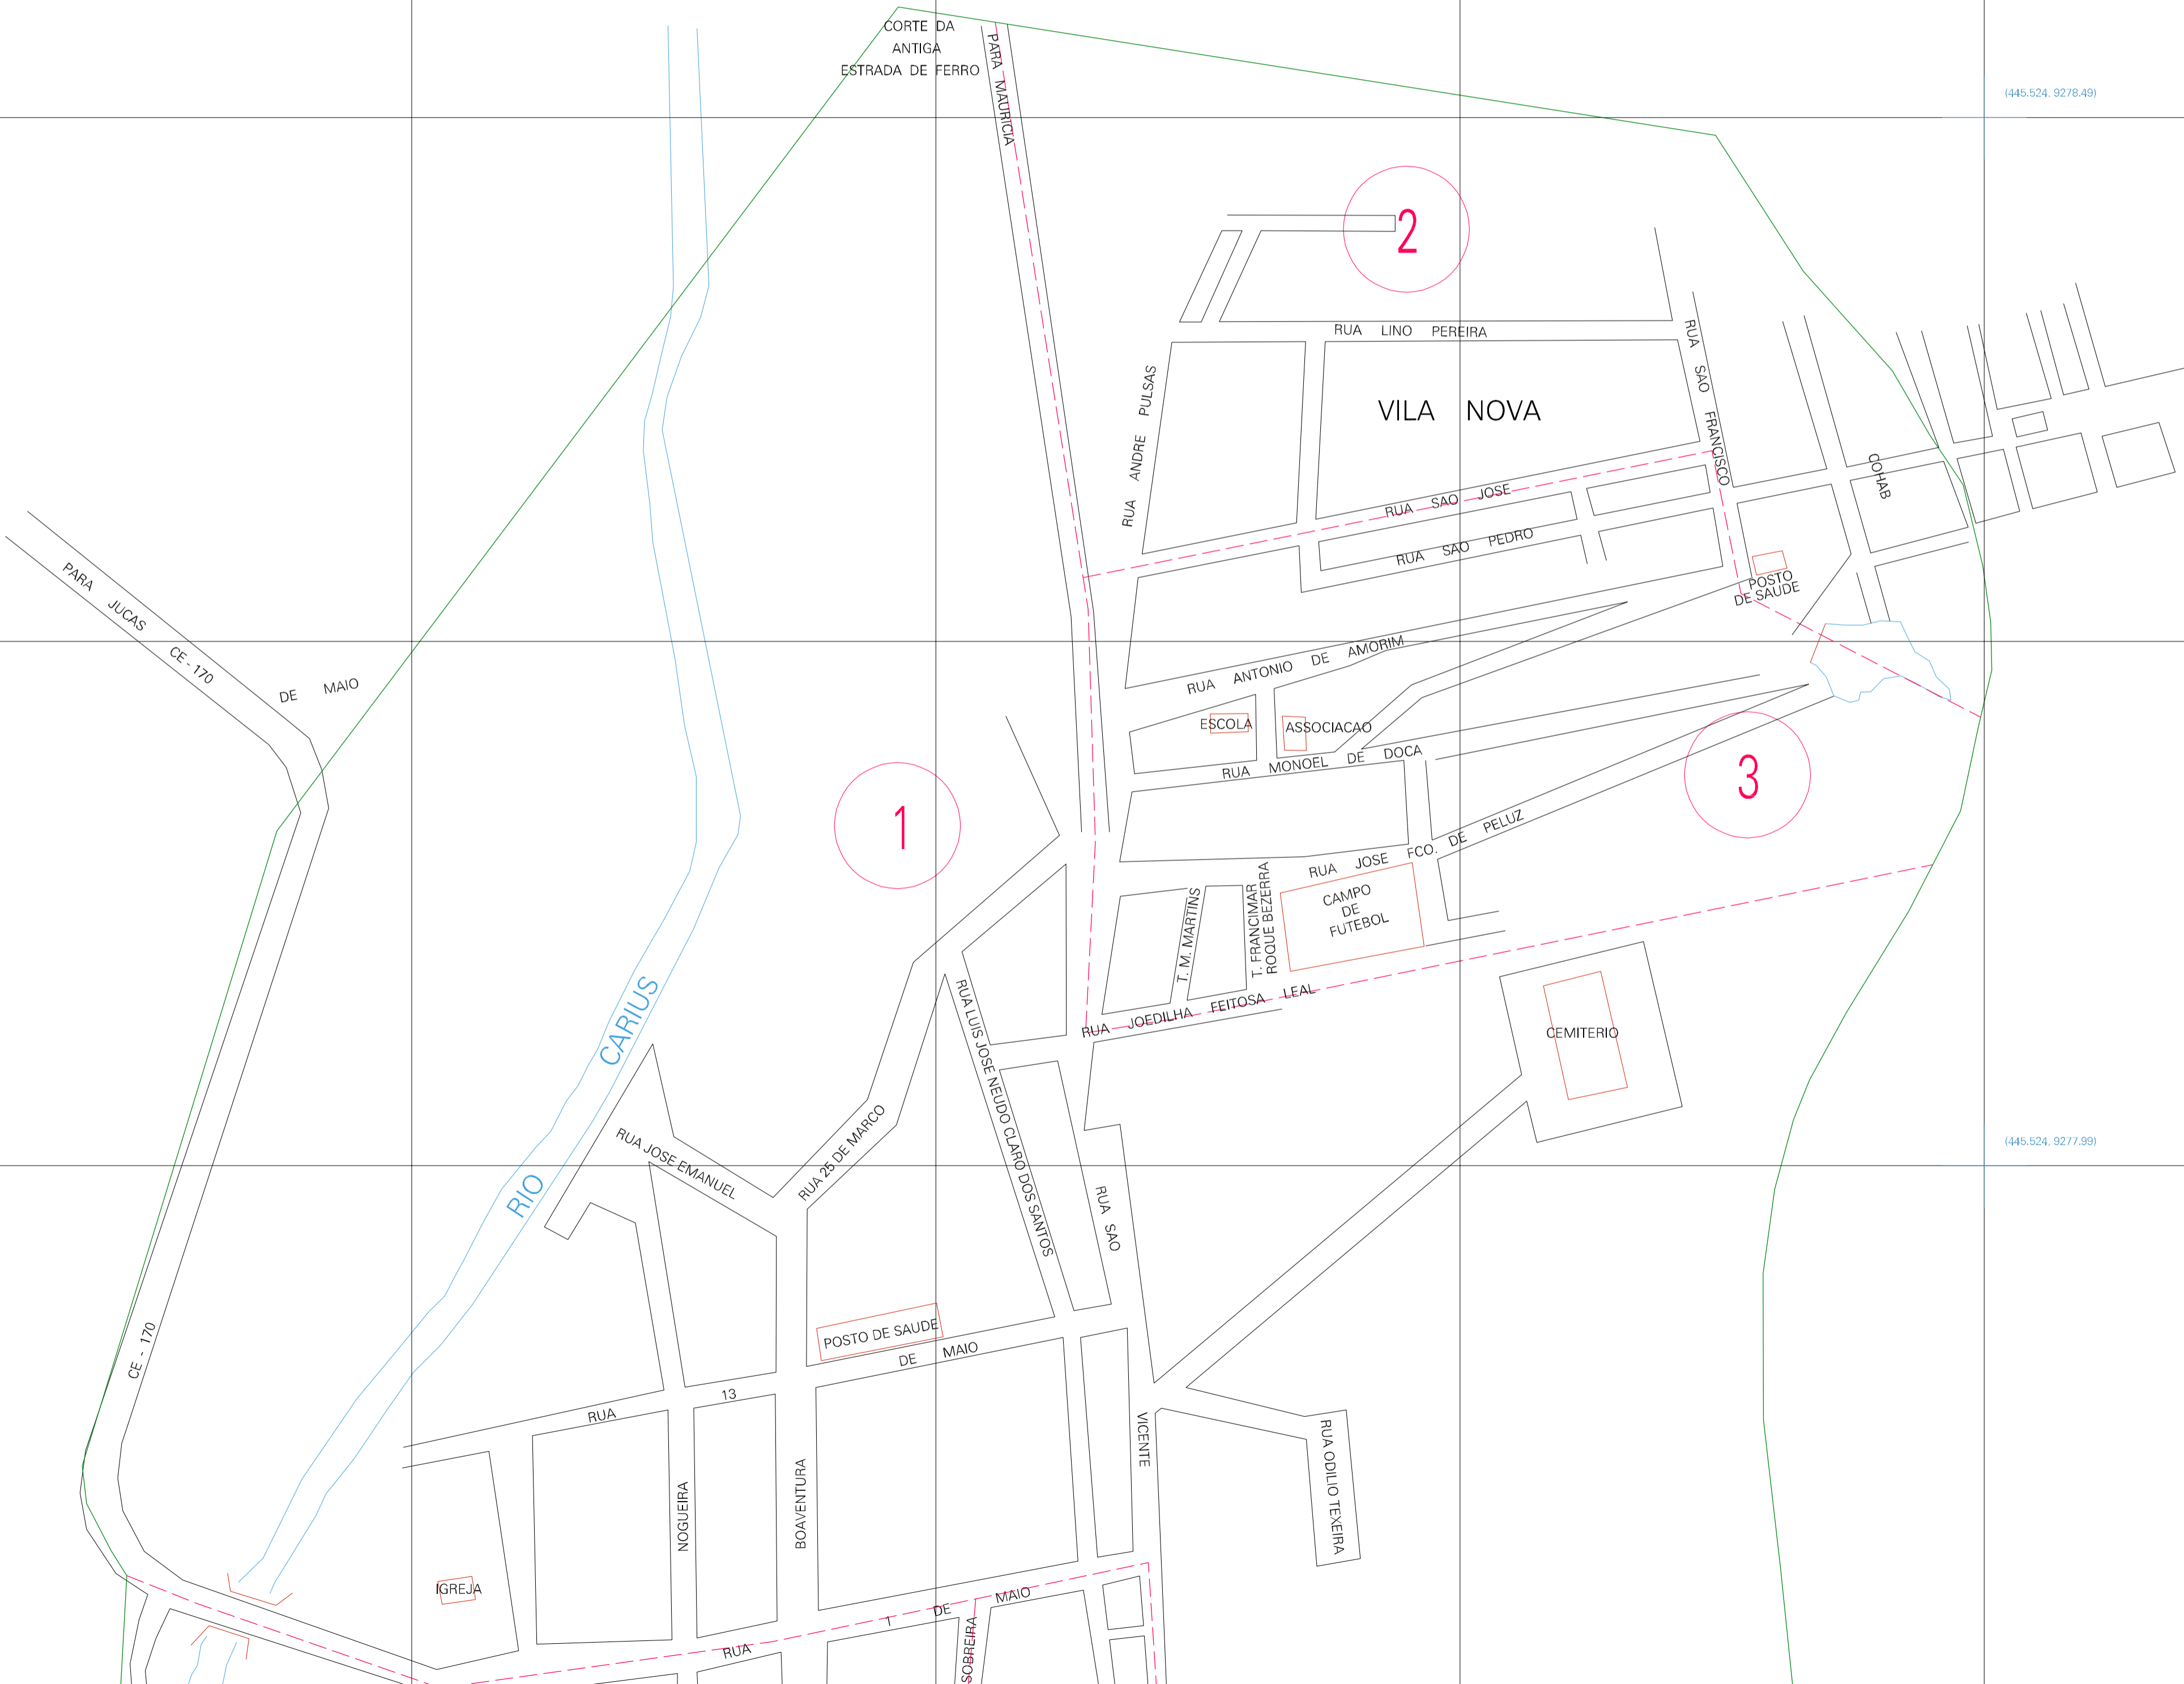 CORTE DA
ANTIGA
ESTRADA DE FERRO
PARA MAURICIA
(445.524, 9278.49)
2
RUA LINO PEREIRA
RUA SAO FRANCISCO
RUA ANDRE PULSAS
VILA NOVA
COHAB
RUA SAO JOSE
RUA SAO PEDRO
POSTO
DE SAUDE
PARA JUCAS
CE - 170
DE MAIO
RUA ANTONIO DE AMORIM
ESCOLA
ASSOCIACAO
RUA MONOEL DE DOCA
1
3
RUA JOSE FCO. DE PELUZ
CAMPO
DE
FUTEBOL
T. M. MARTINS
T. FRANCIMAR
ROQUE BEZERRA
RUA JOEDILHA FEITOSA LEAL
CEMITERIO
RIO CARIUS
RUA LUIS JOSE NEUDO CLARO DOS SANTOS
RUA JOSE EMANUEL
RUA 25 DE MARCO
(445.524, 9277.99)
RUA SAO VICENTE
CE - 170
POSTO DE SAUDE
RUA 13 DE MAIO
NOGUEIRA
BOAVENTURA
RUA ODILIO TEXEIRA
IGREJA
RUA 1 DE MAIO
SOBREIRA